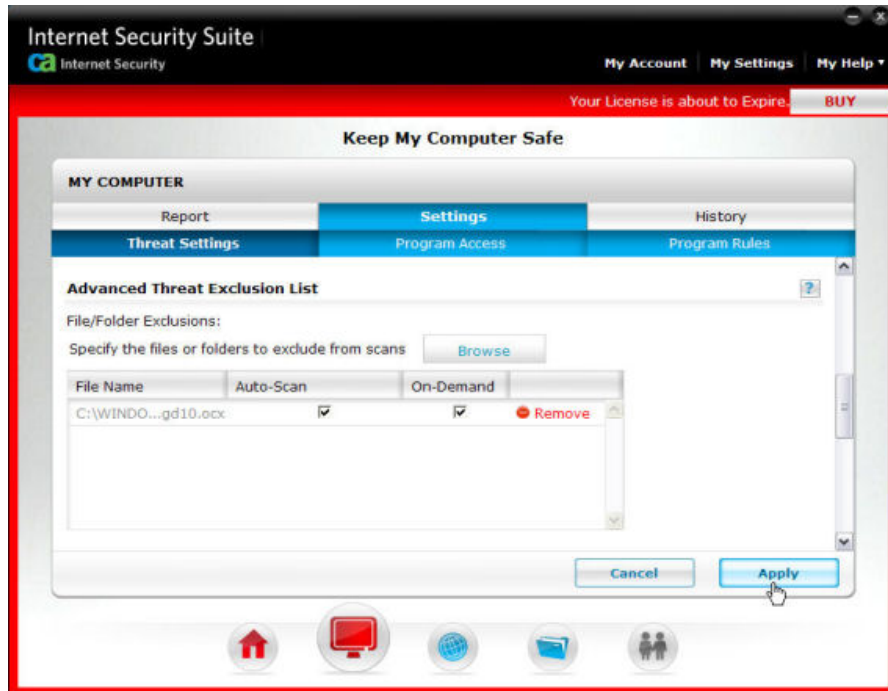 Internet Security Suite
ca Internet Security
My Account My Settings My Help
Your License is about to Expire. BUY
Keep My Computer Safe
MY COMPUTER
Report Settings History
Threat Settings Program Access Program Rules
Advanced Threat Exclusion List ?
File/Folder Exclusions:
Specify the files or folders to exclude from scans Browse
File Name Auto-Scan On-Demand
C:\WINDO...gd10.ocx Remove
Cancel Apply